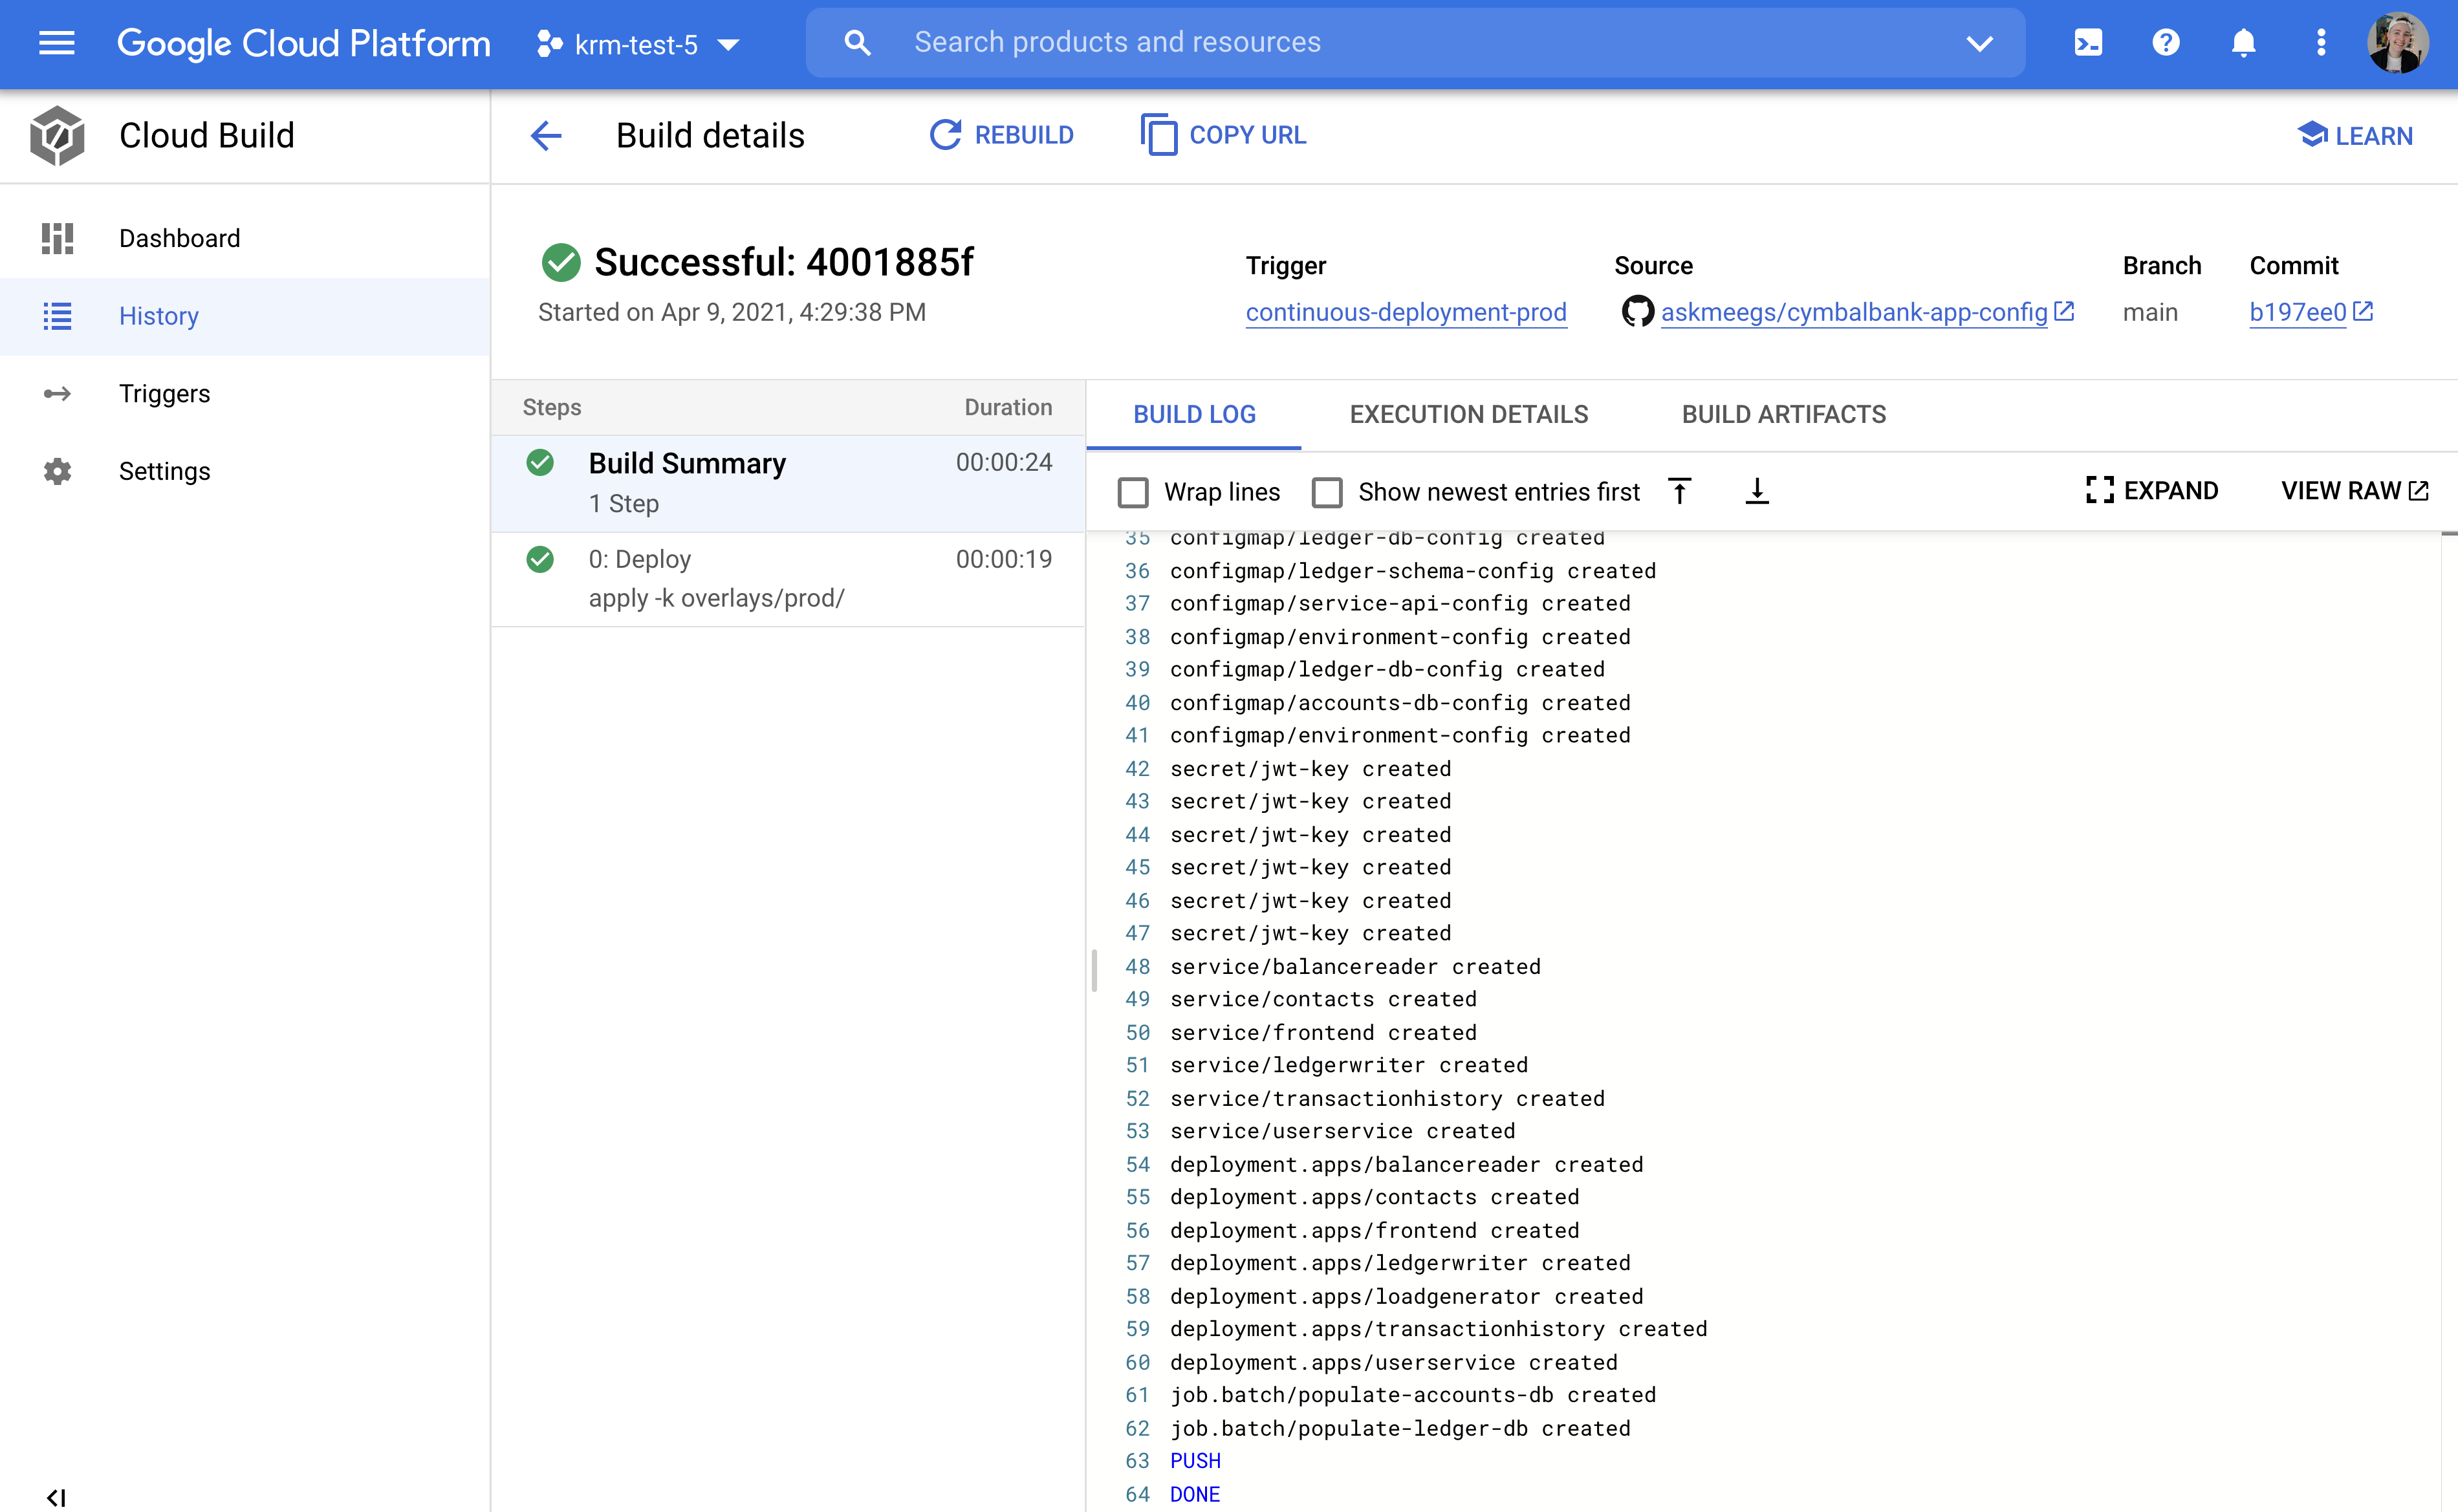 Google Cloud Platform
krm-test-5
Search products and resources
Cloud Build
Build details
REBUILD
COPY URL
LEARN
Dashboard
History
Triggers
Settings
Successful: 4001885f
Started on Apr 9, 2021, 4:29:38 PM
Trigger
continuous-deployment-prod
Source
askmeegs/cymbalbank-app-config
Branch
main
Commit
b197ee0
Steps Duration
Build Summary 00:00:24
1 Step
0: Deploy 00:00:19
apply -k overlays/prod/
BUILD LOG
EXECUTION DETAILS
BUILD ARTIFACTS
Wrap lines
Show newest entries first
EXPAND
VIEW RAW
35 configmap/ledger-db-config created
36 configmap/ledger-schema-config created
37 configmap/service-api-config created
38 configmap/environment-config created
39 configmap/ledger-db-config created
40 configmap/accounts-db-config created
41 configmap/environment-config created
42 secret/jwt-key created
43 secret/jwt-key created
44 secret/jwt-key created
45 secret/jwt-key created
46 secret/jwt-key created
47 secret/jwt-key created
48 service/balancereader created
49 service/contacts created
50 service/frontend created
51 service/ledgerwriter created
52 service/transactionhistory created
53 service/userservice created
54 deployment.apps/balancereader created
55 deployment.apps/contacts created
56 deployment.apps/frontend created
57 deployment.apps/ledgerwriter created
58 deployment.apps/loadgenerator created
59 deployment.apps/transactionhistory created
60 deployment.apps/userservice created
61 job.batch/populate-accounts-db created
62 job.batch/populate-ledger-db created
63 PUSH
64 DONE